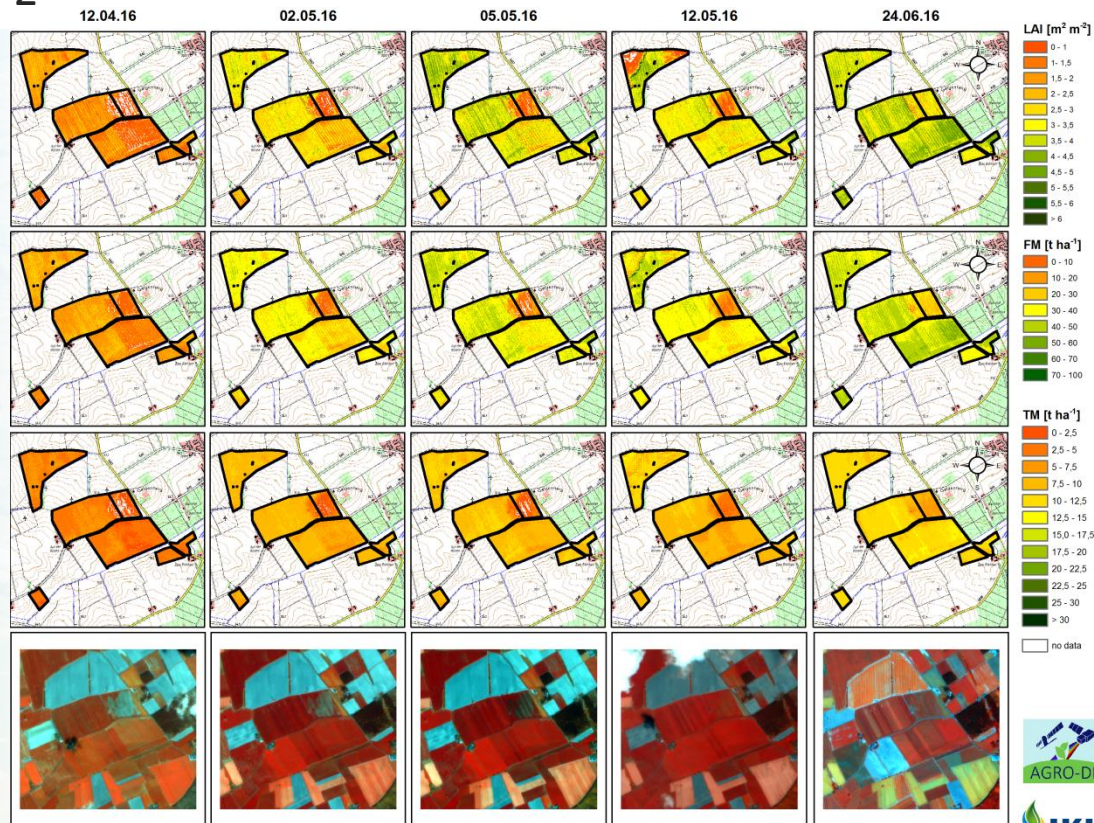 12.04.16 02.05.16 05.05.16 12.05.16 24.06.16
LAI [m² m⁻²]
0 - 1
1- 1,5
1,5 - 2
2 - 2,5
2,5 - 3
3 - 3,5
3,5 - 4
4 - 4,5
4,5 - 5
5 - 5,5
5,5 - 6
> 6
N
W E
S
FM [t ha⁻¹]
0 - 10
10 - 20
20 - 30
30 - 40
40 - 50
50 - 60
60 - 70
70 - 100
N
W E
S
TM [t ha⁻¹]
0 - 2,5
2,5 - 5
5 - 7,5
7,5 - 10
10 - 12,5
12,5 - 15
15,0 - 17,5
17,5 - 20
20 - 22,5
22,5 - 25
25 - 30
> 30
N
W E
S
no data